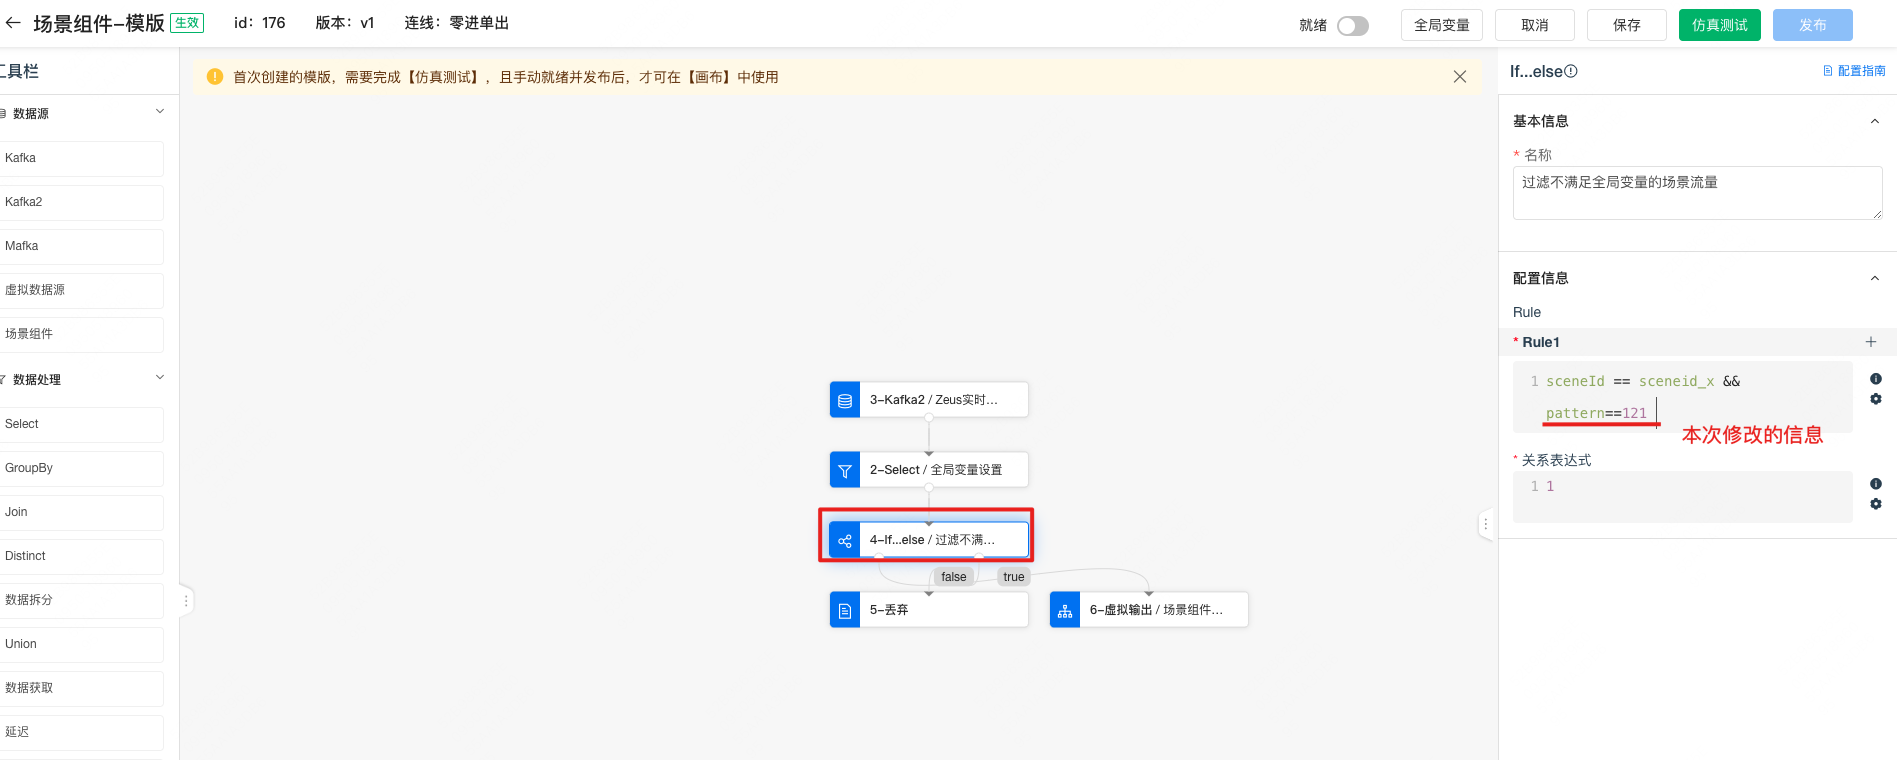 场景组件-模版 生效 id：176 版本：v1 连线：零进单出 就绪 全局变量 取消 保存 仿真测试 发布
工具栏
数据源
Kafka
Kafka2
Mafka
虚拟数据源
场景组件
数据处理
Select
GroupBy
Join
Distinct
数据拆分
Union
数据获取
延迟
首次创建的模版，需要完成【仿真测试】，且手动就绪并发布后，才可在【画布】中使用
3-Kafka2 / Zeus实时...
2-Select / 全局变量设置
4-If...else / 过滤不满...
false true
5-丢弃 6-虚拟输出 / 场景组件...
If...else 配置指南
基本信息
* 名称
过滤不满足全局变量的场景流量
配置信息
Rule
* Rule1
1 sceneId == sceneid_x &&
pattern==121
本次修改的信息
* 关系表达式
1 1